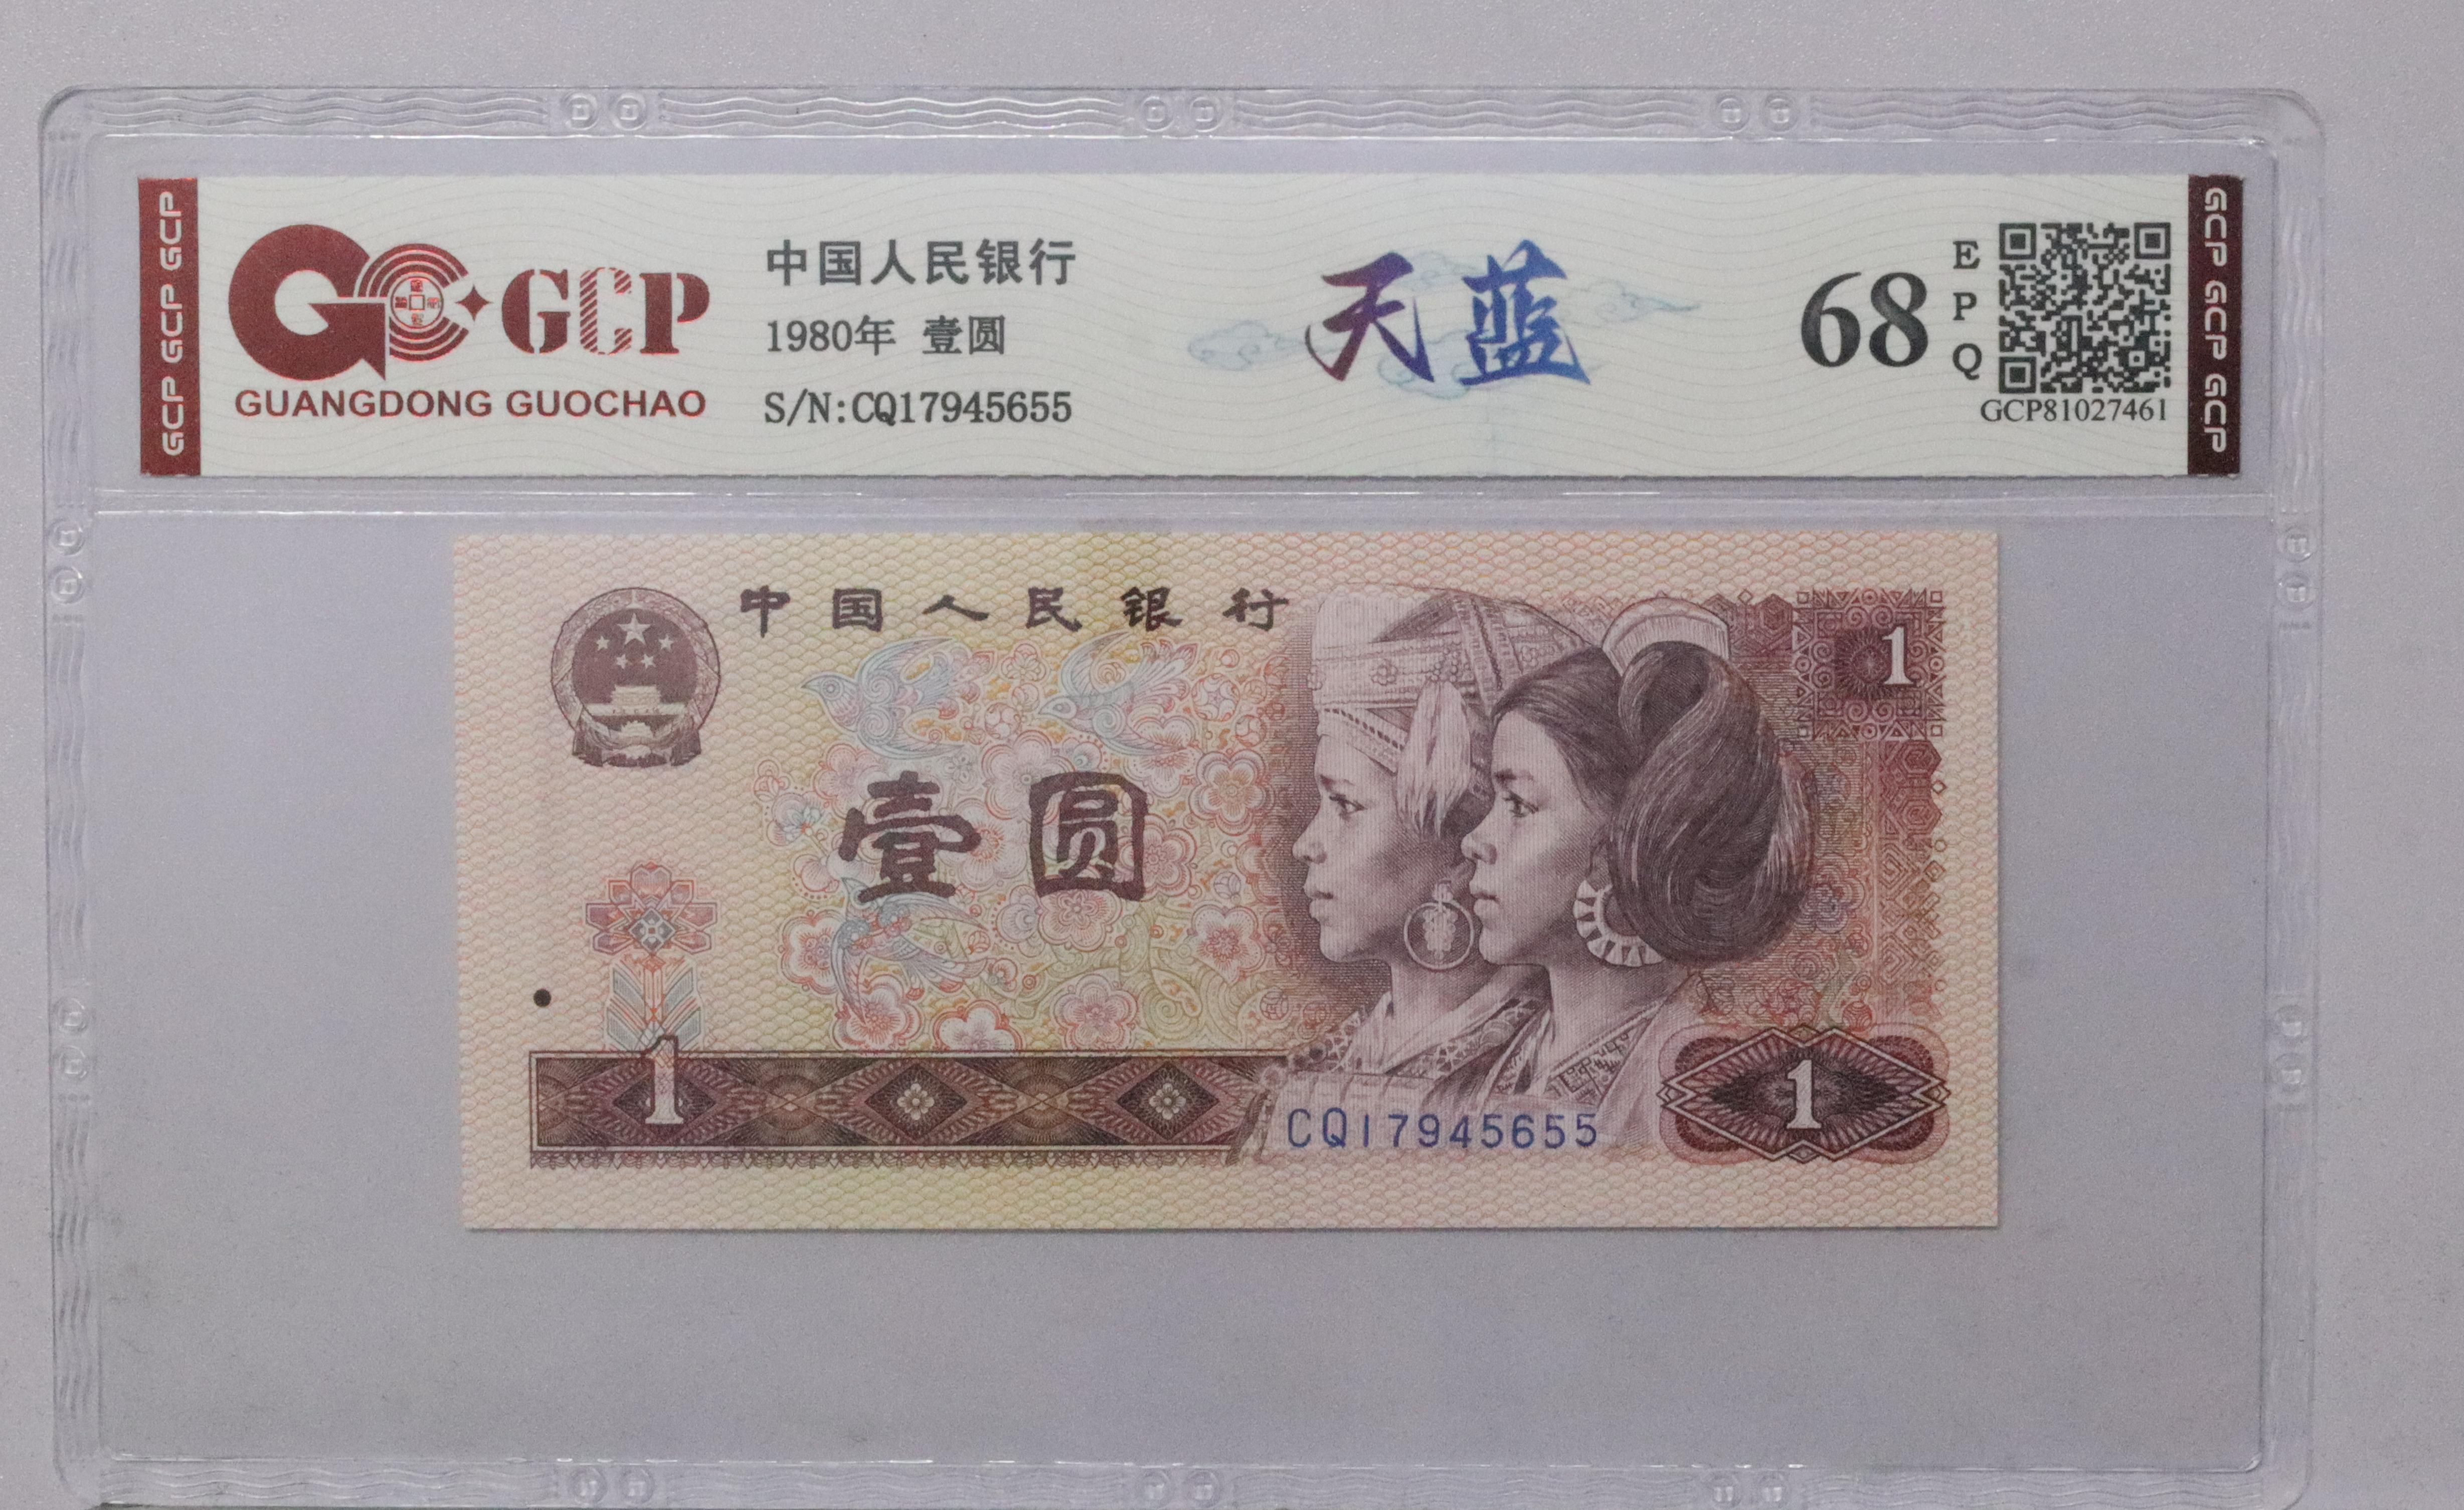 GCP GCP GCP
GCP
GUANGDONG GUOCHAO
中国人民银行
1980年 壹圆
S/N:CQ17945655
天蓝
68
EPQ
GCP81027461
GCP GCP GCP
中国人民银行
1
壹圆
1
CQ17945655
1